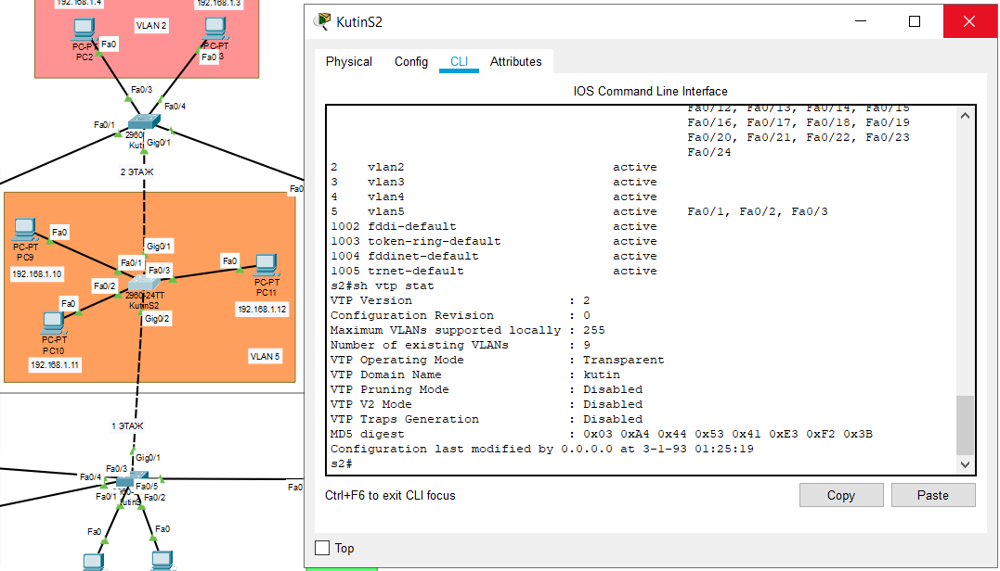 192.168.1.4
192.168.1.3
VLAN 2
Fa0
PC-PT
PC2
PC-PT
Fa0
3
Fa0/3
Fa0/4
Fa0/1
2960
Gig0/1
2 ЭТАЖ
Fa0
Gig0/1
Fa0
PC-PT
PC9
192.168.1.10
Fa0/1
Fa0/3
Fa0
PC-PT
PC11
192.168.1.12
Fa0/2
2960-24TT
KutinS2
Fa0
Gig0/2
PC-PT
PC10
192.168.1.11
VLAN 5
1 ЭТАЖ
Gig0/1
Fa0/3
Fa0/4
Fa0/5
Fa0
Fa0/1
Fa0/2
Fa0
Fa0
KutinS2
Physical Config CLI Attributes
IOS Command Line Interface
Fa0/12, Fa0/13, Fa0/14, Fa0/15
Fa0/16, Fa0/17, Fa0/18, Fa0/19
Fa0/20, Fa0/21, Fa0/22, Fa0/23
Fa0/24
2 vlan2 active
3 vlan3 active
4 vlan4 active
5 vlan5 active Fa0/1, Fa0/2, Fa0/3
1002 fddi-default active
1003 token-ring-default active
1004 fddinet-default active
1005 trnet-default active
s2#sh vtp stat
VTP Version : 2
Configuration Revision : 0
Maximum VLANs supported locally : 255
Number of existing VLANs : 9
VTP Operating Mode : Transparent
VTP Domain Name : kutin
VTP Pruning Mode : Disabled
VTP V2 Mode : Disabled
VTP Traps Generation : Disabled
MD5 digest : 0x03 0xA4 0x44 0x53 0x41 0xE3 0xF2 0x3B
Configuration last modified by 0.0.0.0 at 3-1-93 01:25:19
s2#
Ctrl+F6 to exit CLI focus
Copy Paste
Top